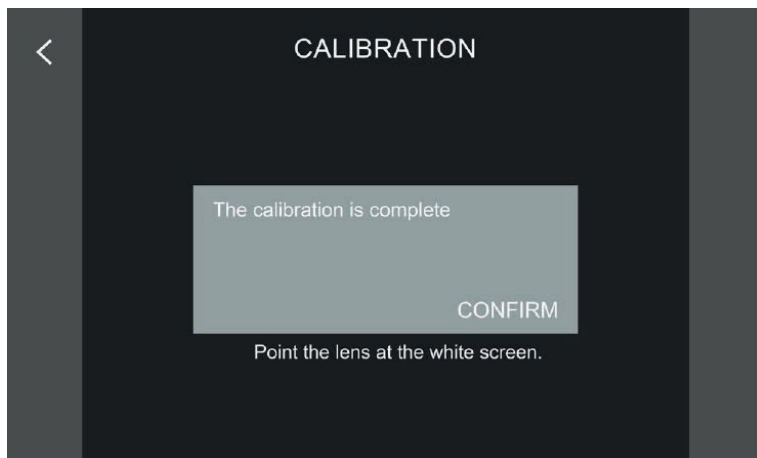 CALIBRATION
The calibration is complete
CONFIRM
Point the lens at the white screen.